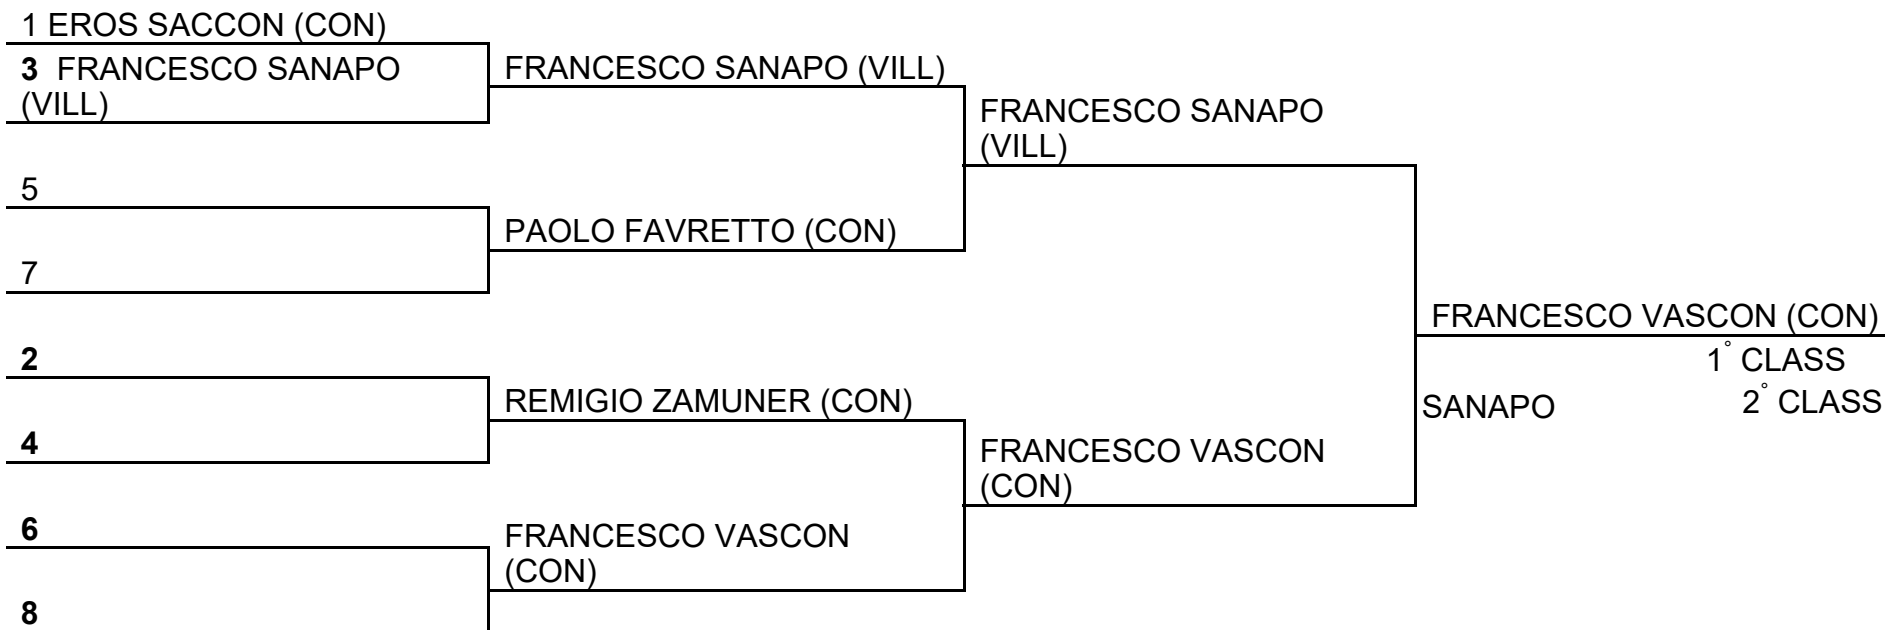 1 EROS SACCON (CON)
3 FRANCESCO SANAPO
(VILL)
FRANCESCO SANAPO (VILL)
FRANCESCO SANAPO
(VILL)
5
PAOLO FAVRETTO (CON)
7
FRANCESCO VASCON (CON)
1° CLASS
2
REMIGIO ZAMUNER (CON)
SANAPO
2° CLASS
4
FRANCESCO VASCON
(CON)
6
FRANCESCO VASCON
(CON)
8